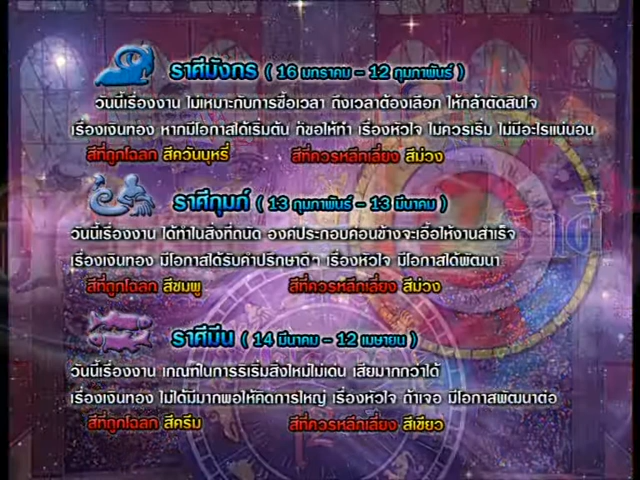 ราศีมังกร ( 16 มกราคม - 12 กุมภาพันธ์ )
วันนี้เรื่องงาน ไม่เหมาะกับการซื้อเวลา ถึงเวลาต้องเลือก ให้กล้าตัดสินใจ
เรื่องเงินทอง หากมีโอกาสได้เริ่มต้น ก็ขอให้ทำ เรื่องหัวใจ ไม่ควรเริ่ม ไม่มีอะไรแน่นอน
สีที่ถูกโฉลก สีควันบุหรี่ สีที่ควรหลีกเลี่ยง สีม่วง
ราศีกุมภ์ ( 13 กุมภาพันธ์ - 13 มีนาคม )
วันนี้เรื่องงาน ได้ทำในสิ่งที่ถนัด องค์ประกอบค่อนข้างจะเอื้อให้งานสำเร็จ
เรื่องเงินทอง มีโอกาสได้รับคำปรึกษาดีๆ เรื่องหัวใจ มีโอกาสได้พัฒนา
สีที่ถูกโฉลก สีชมพู สีที่ควรหลีกเลี่ยง สีม่วง
ราศีมีน ( 14 มีนาคม - 12 เมษายน )
วันนี้เรื่องงาน เกณฑ์ในการริเริ่มสิ่งใหม่ไม่เด่น เสียมากกว่าได้
เรื่องเงินทอง ไม่ได้มีมากพอให้คิดการใหญ่ เรื่องหัวใจ ถ้าเจอ มีโอกาสพัฒนาต่อ
สีที่ถูกโฉลก สีครีม สีที่ควรหลีกเลี่ยง สีเขียว